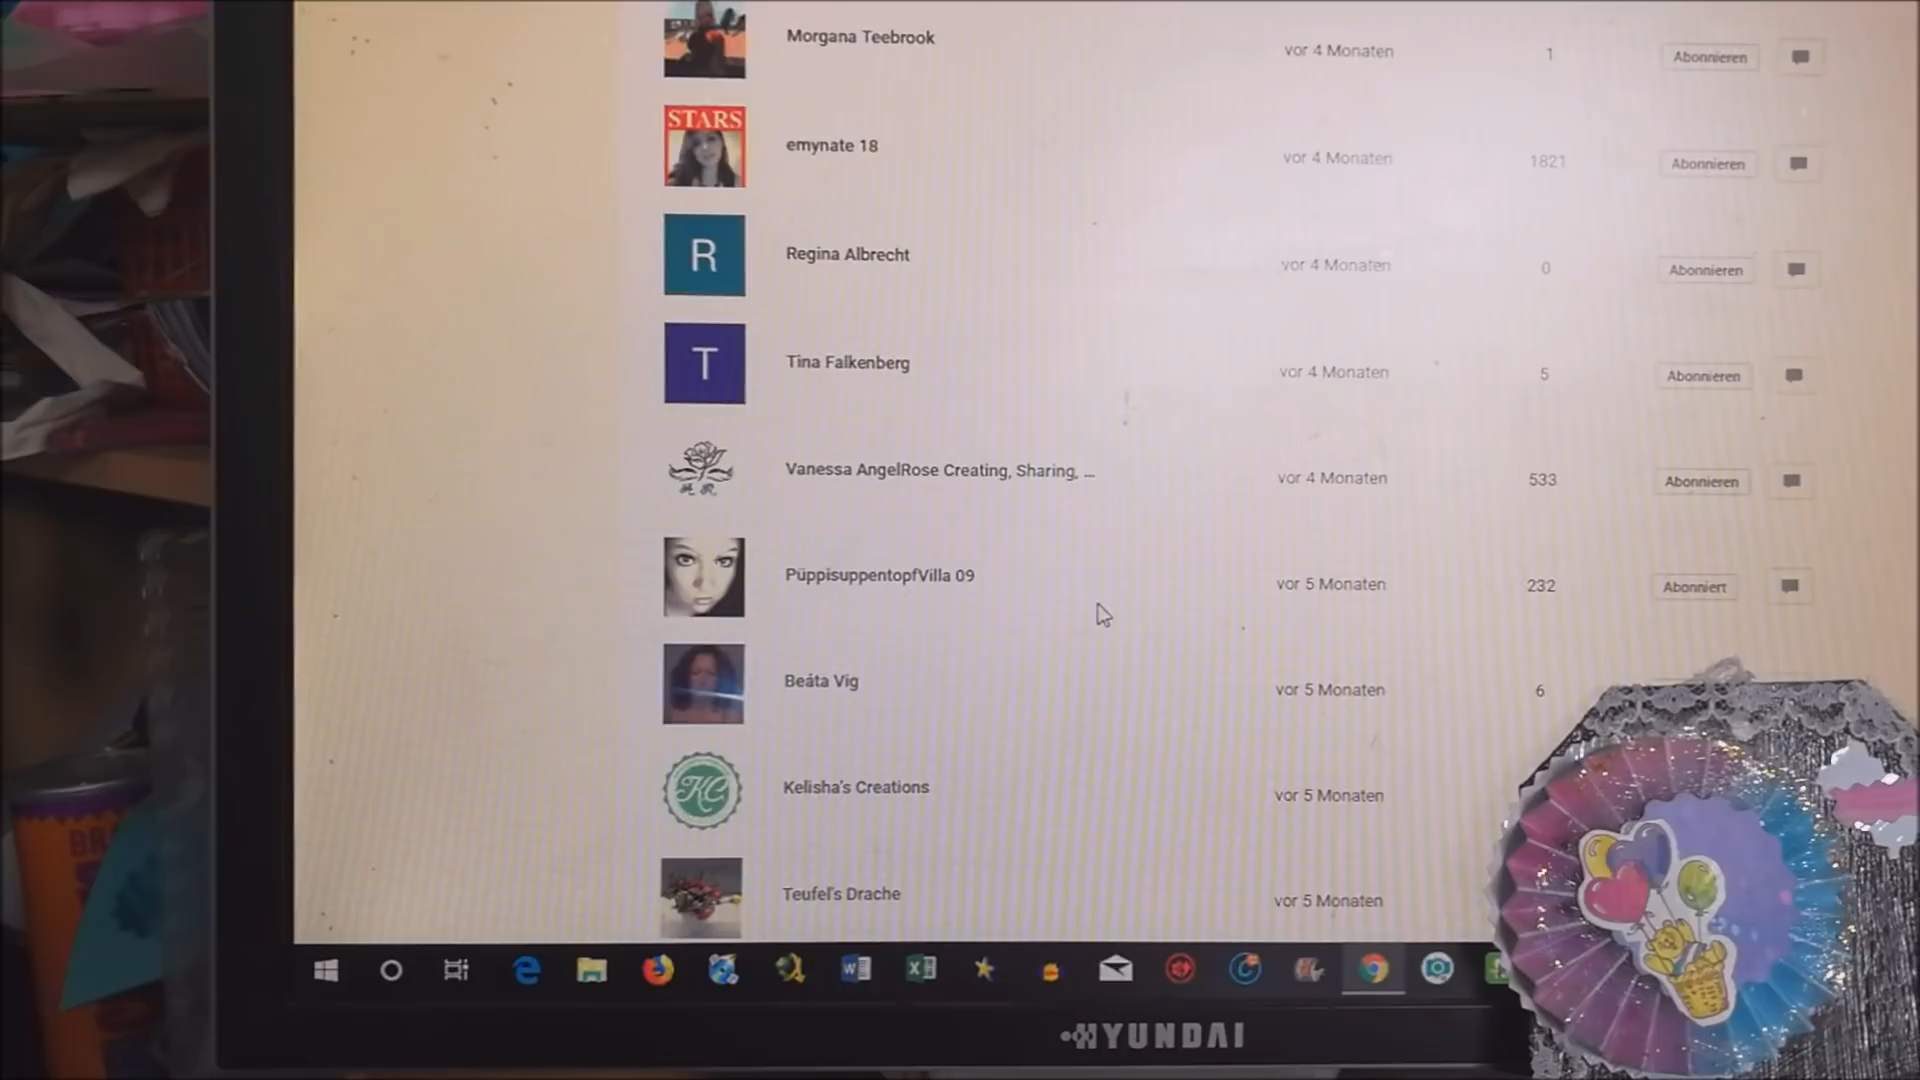 Morgana Teebrook vor 4 Monaten 1 Abonnieren
STARS
emynate 18 vor 4 Monaten 1821 Abonnieren
R Regina Albrecht vor 4 Monaten 0 Abonnieren
T Tina Falkenberg vor 4 Monaten 5 Abonnieren
Vanessa AngelRose Creating, Sharing, ... vor 4 Monaten 533 Abonnieren
PüppisuppentopfVilla 09 vor 5 Monaten 232 Abonniert
Beáta Vig vor 5 Monaten 6
KC Kelisha's Creations vor 5 Monaten
Teufel's Drache vor 5 Monaten
HYUNDAI